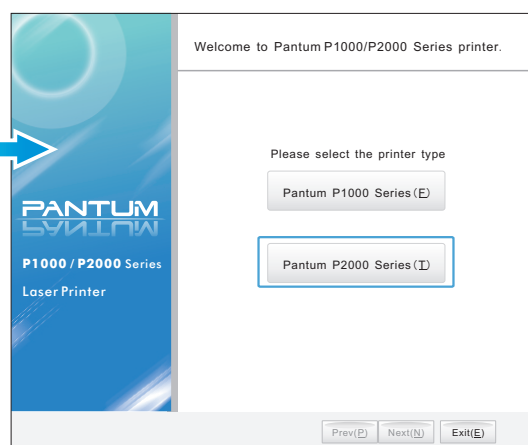 Welcome to Pantum P1000/P2000 Series printer.
Please select the printer type
Pantum P1000 Series(F)
Pantum P2000 Series(T)
PANTUM
P1000 / P2000 Series
Laser Printer
Prev(P) Next(N) Exit(E)